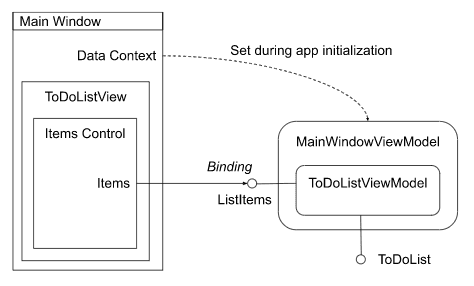 Main Window
Data Context
Set during app initialization
ToDoListView
Items Control
MainWindowViewModel
Binding
Items
ToDoListViewModel
ListItems
ToDoList